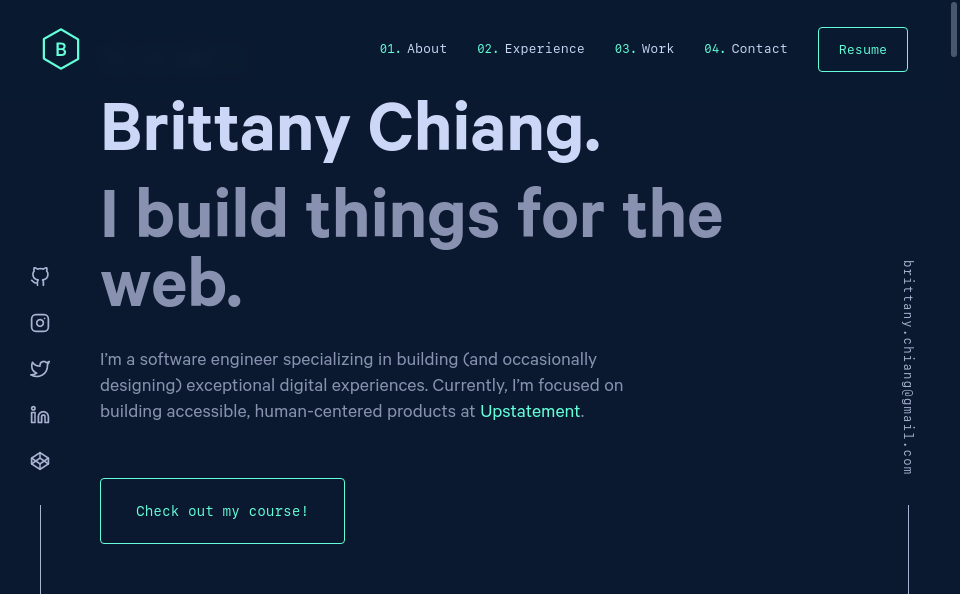 B
01. About 02. Experience 03. Work 04. Contact Resume
Brittany Chiang.
I build things for the
web.
I’m a software engineer specializing in building (and occasionally
designing) exceptional digital experiences. Currently, I’m focused on
building accessible, human-centered products at Upstatement.
Check out my course!
brittany.chiang@gmail.com